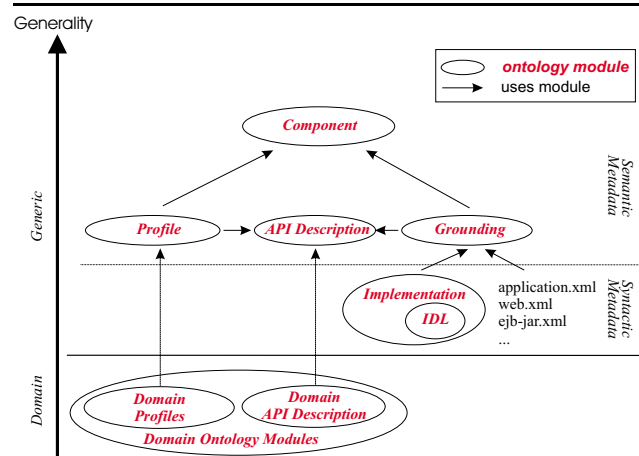 Generality
ontology module
uses module
Component
Semantic
Metadata
Generic
Profile
API Description
Grounding
Implementation
IDL
application.xml
web.xml
ejb-jar.xml
...
Syntactic
Metadata
Domain
Domain
Profiles
Domain
API Description
Domain Ontology Modules